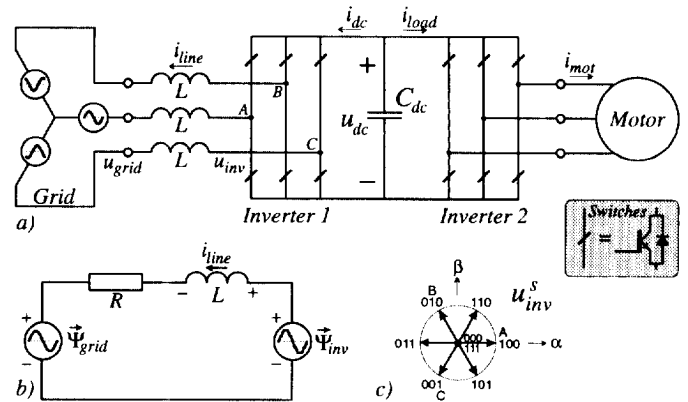 i_dc i_load
i_line
L
B
i_mot
A
L
C
L
u_grid
u_inv
Grid
+
u_dc
C_dc
−
Motor
Inverter 1
Inverter 2
a)
Switches
=
i_line
R
− L +
+
Ψ_grid
−
+
Ψ_inv
−
b)
β
u^s_inv
B
010 110
011
000
111
A
100
α
001 101
C
c)